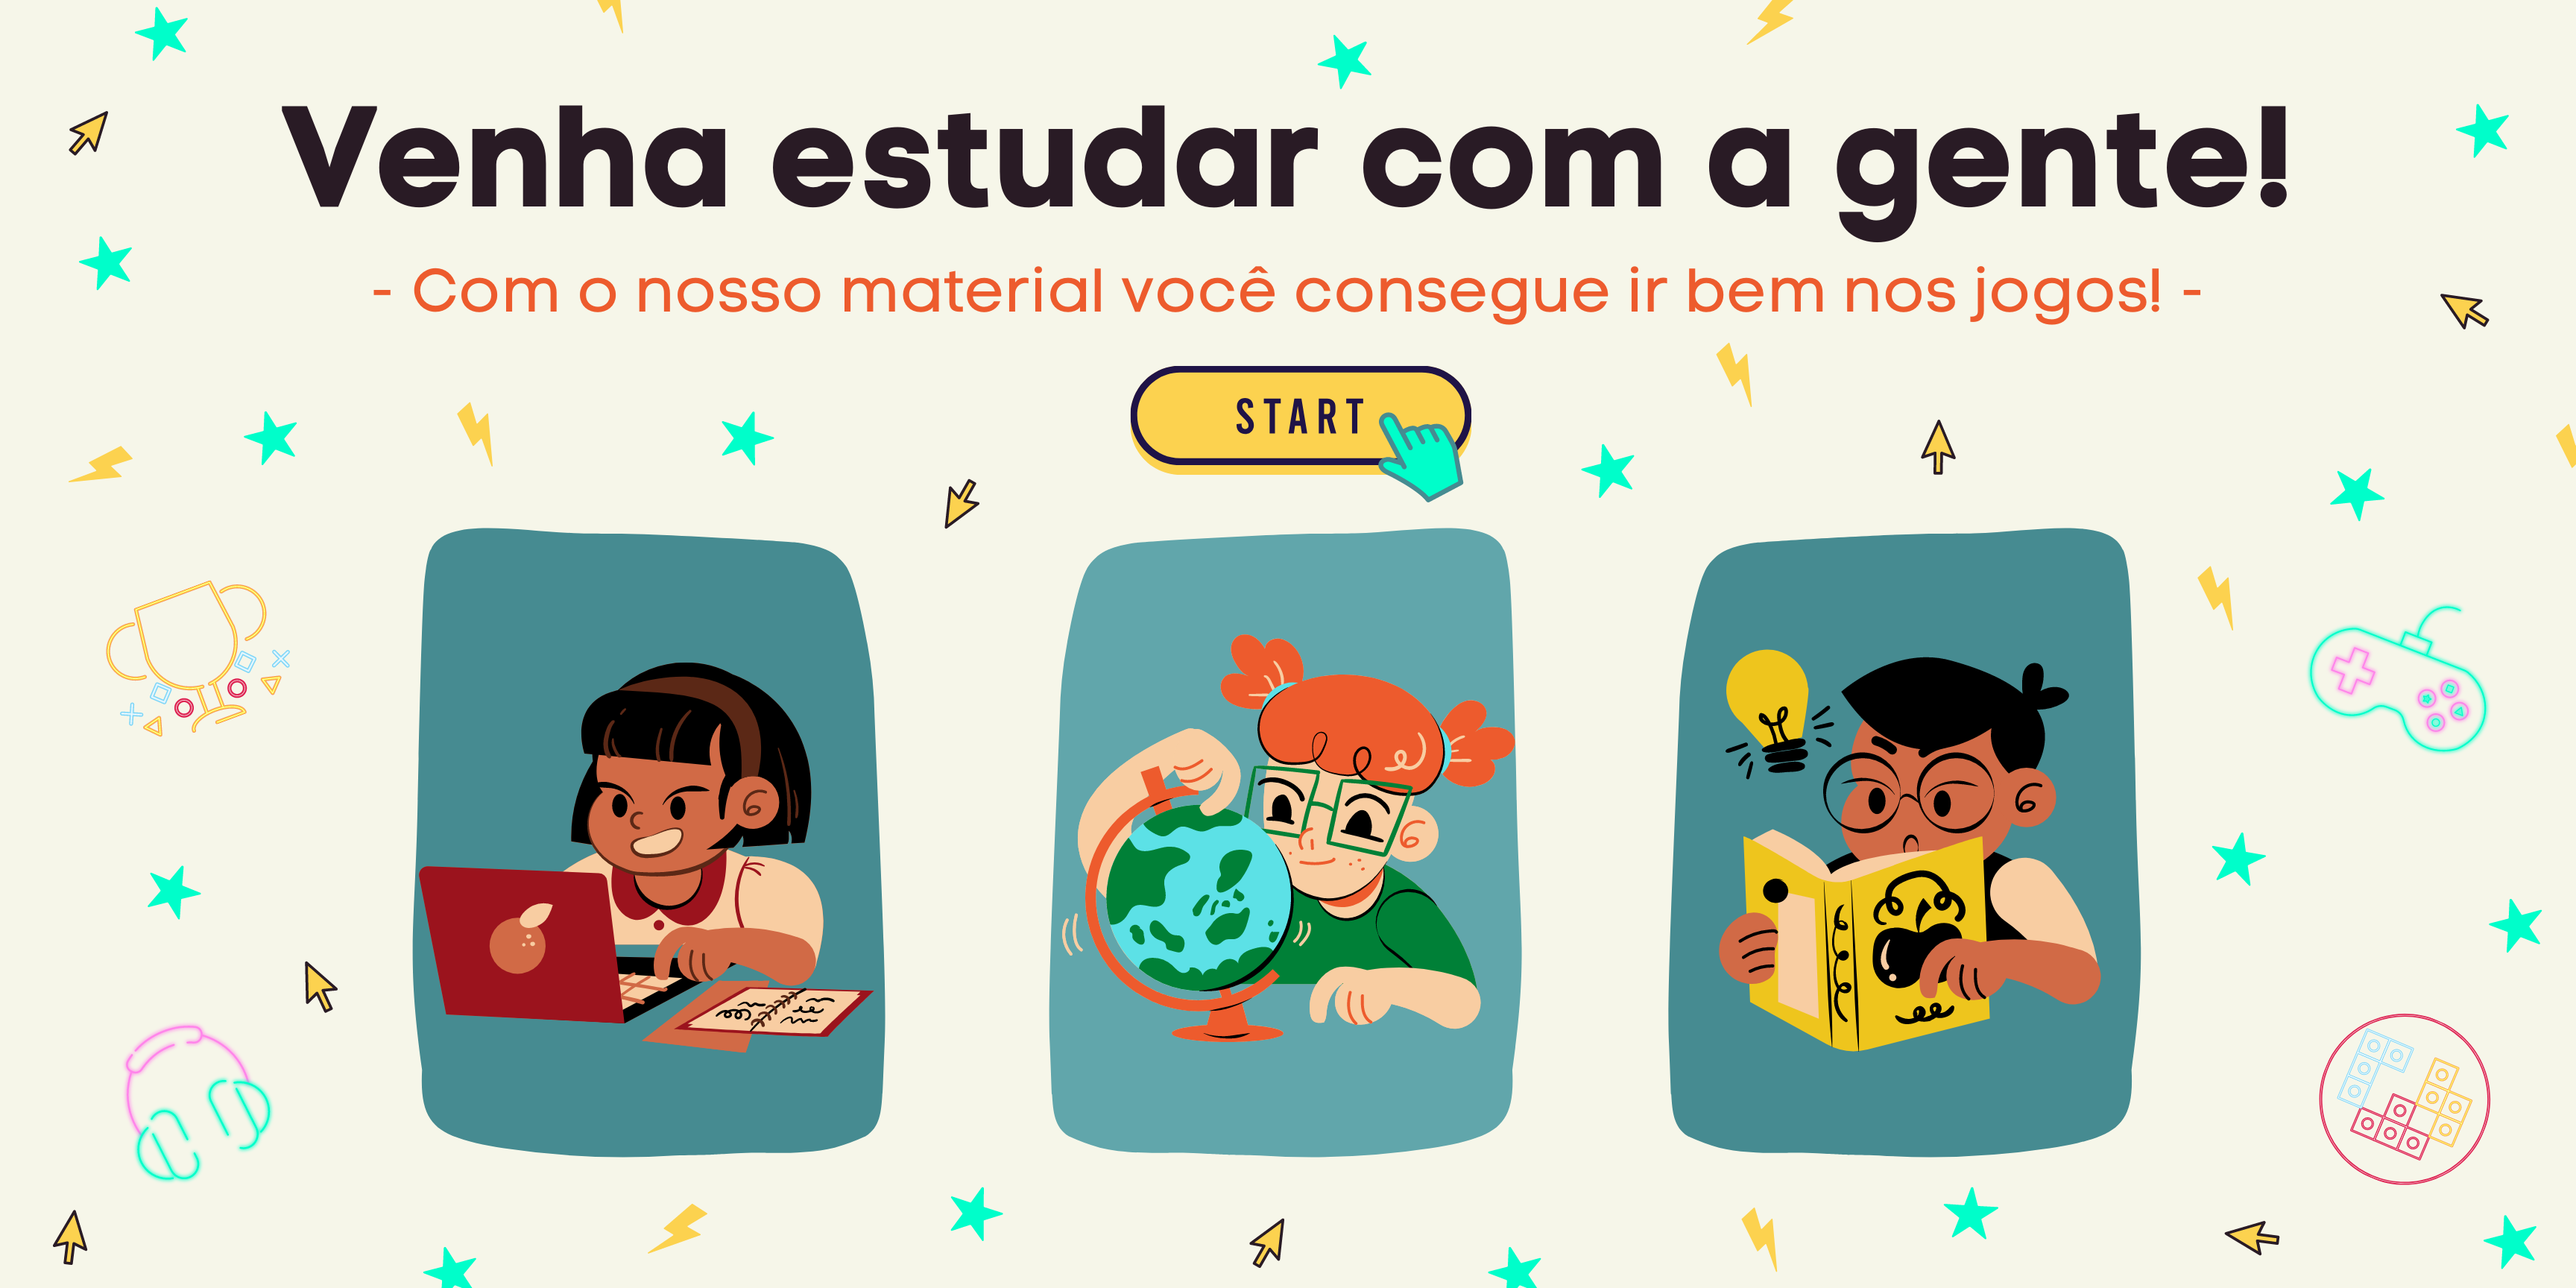 Venha estudar com a gente!
- Com o nosso material você consegue ir bem nos jogos! -
START